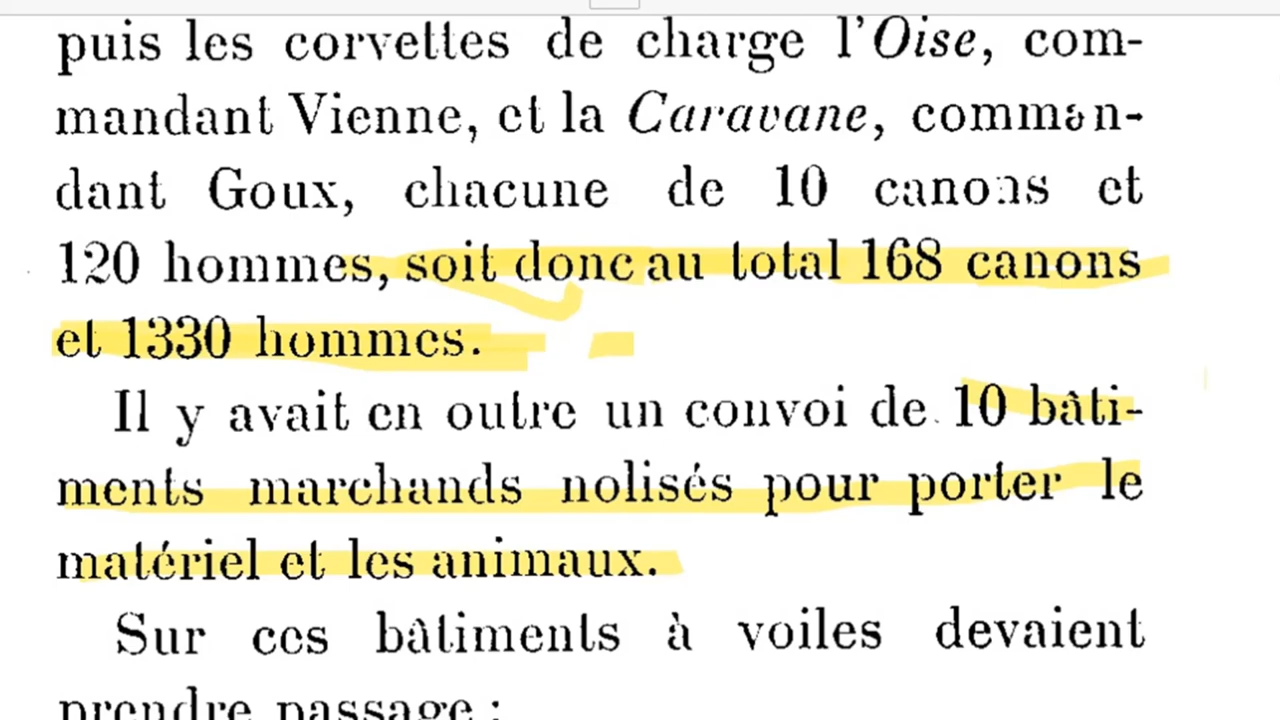 puis les corvettes de charge l'Oise, com-
mandant Vienne, et la Caravane, comman-
dant Goux, chacune de 10 canons et
120 hommes, soit donc au total 168 canons
et 1330 hommes.
Il y avait en outre un convoi de 10 bâti-
ments marchands nolisés pour porter le
matériel et les animaux.
Sur ces bâtiments à voiles devaient
prendre passage :